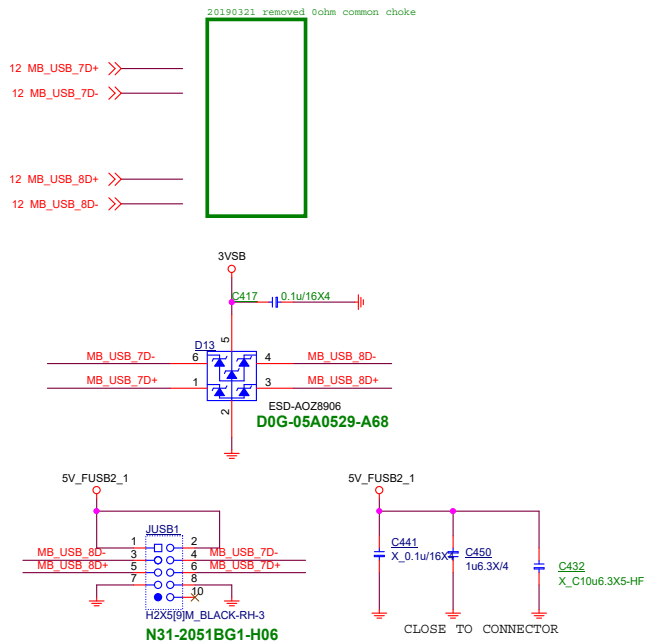 20190321 removed 0ohm common choke
12 MB_USB_7D+
12 MB_USB_7D-
12 MB_USB_8D+
12 MB_USB_8D-
3VSB
C417 0.1u/16X4
5
D13
MB_USB_7D- 6 4 MB_USB_8D-
MB_USB_7D+ 1 3 MB_USB_8D+
2
ESD-AOZ8906
D0G-05A0529-A68
5V_FUSB2_1
JUSB1
1 2
MB_USB_8D- 3 4 MB_USB_7D-
MB_USB_8D+ 5 6 MB_USB_7D+
7 8
10
H2X5[9]M_BLACK-RH-3
N31-2051BG1-H06
5V_FUSB2_1
C441
X_0.1u/16X4
C450
1u6.3X/4
C432
X_C10u6.3X5-HF
CLOSE TO CONNECTOR